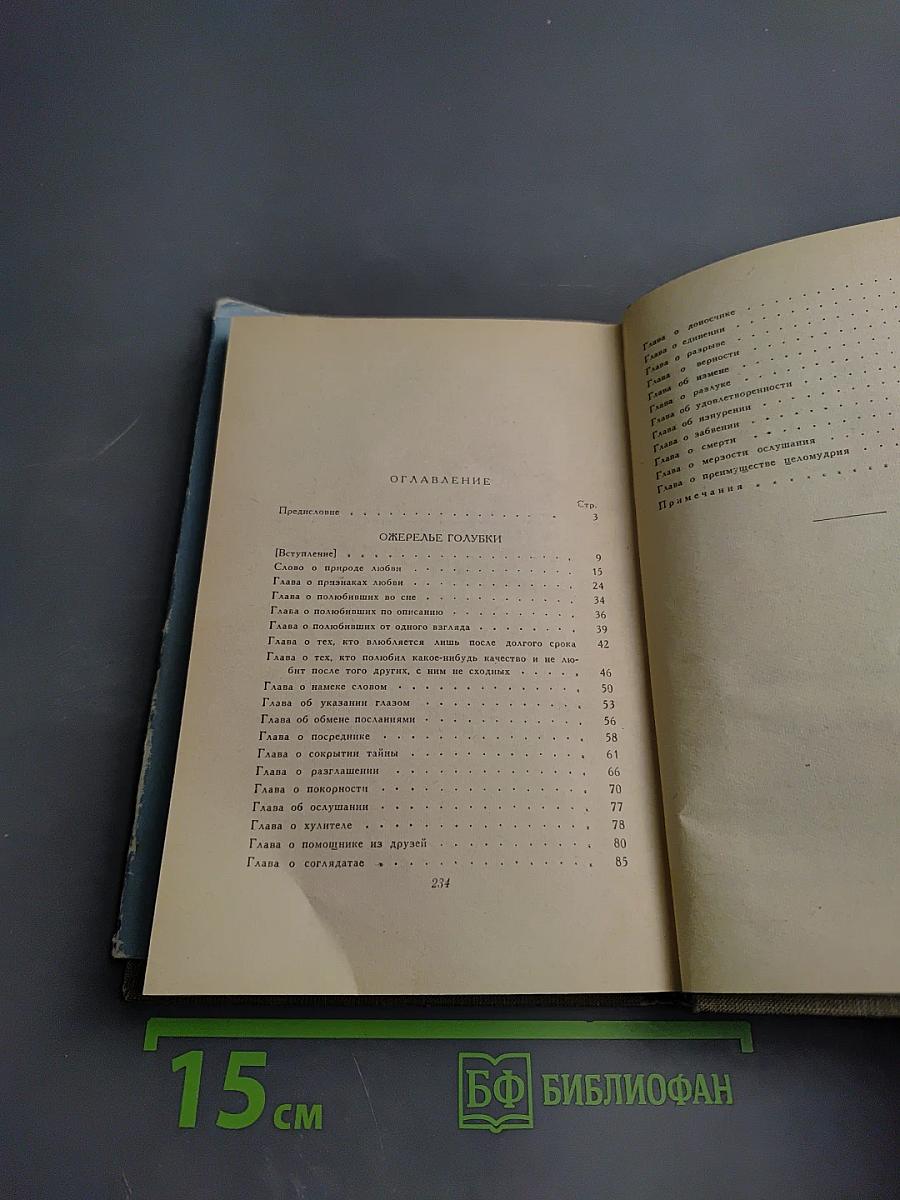 ОГЛАВЛЕНИЕ
Стр.
Предисловие . . . . . . . . . . . . . . 3
ОЖЕРЕЛЬЕ ГОЛУБКИ
[Вступление] . . . . . . . . . . . . . . 9
Слово о природе любви . . . . . . . . . . . 15
Глава о признаках любви . . . . . . . . . . . 24
Глава о полюбивших во сне . . . . . . . . . . . 34
Глава о полюбивших по описанию . . . . . . . . . 36
Глава о полюбивших от одного взгляда . . . . . . . . 39
Глава о тех, кто влюбляется лишь после долгого срока 42
Глава о тех, кто полюбил какое-нибудь качество и не лю-
бит после того других, с ним не сходных . . . . . 46
Глава о намеке словом . . . . . . . . . . . . 50
Глава об указании глазом . . . . . . . . . . . 53
Глава об обмене посланиями . . . . . . . . . . . 56
Глава о посреднике . . . . . . . . . . . . . 58
Глава о сокрытии тайны . . . . . . . . . . . . 61
Глава о разглашении . . . . . . . . . . . . . 66
Глава о покорности . . . . . . . . . . . . . 70
Глава об ослушании . . . . . . . . . . . . . 77
Глава о хулителе . . . . . . . . . . . . . . 78
Глава о помощнике из друзей . . . . . . . . . . 80
Глава о соглядатае . . . . . . . . . . . . . 85
234
Глава о доносчике . . . . . . . . .
Глава о единении . . . . . . . . .
Глава о разрыве . . . . . . . . .
Глава о верности . . . . . . . . .
Глава об измене . . . . . . . . .
Глава о разлуке . . . . . . . . .
Глава об удовлетворенности . . . . . .
Глава об изнурении . . . . . . . .
Глава о забвении . . . . . . . . .
Глава о смерти . . . . . . . . . .
Глава о мерзости ослушания . . . . .
Глава о преимуществе целомудрия . . .
Примечания . . . . . . . . .
15 см
БФ БИБЛИОФАН